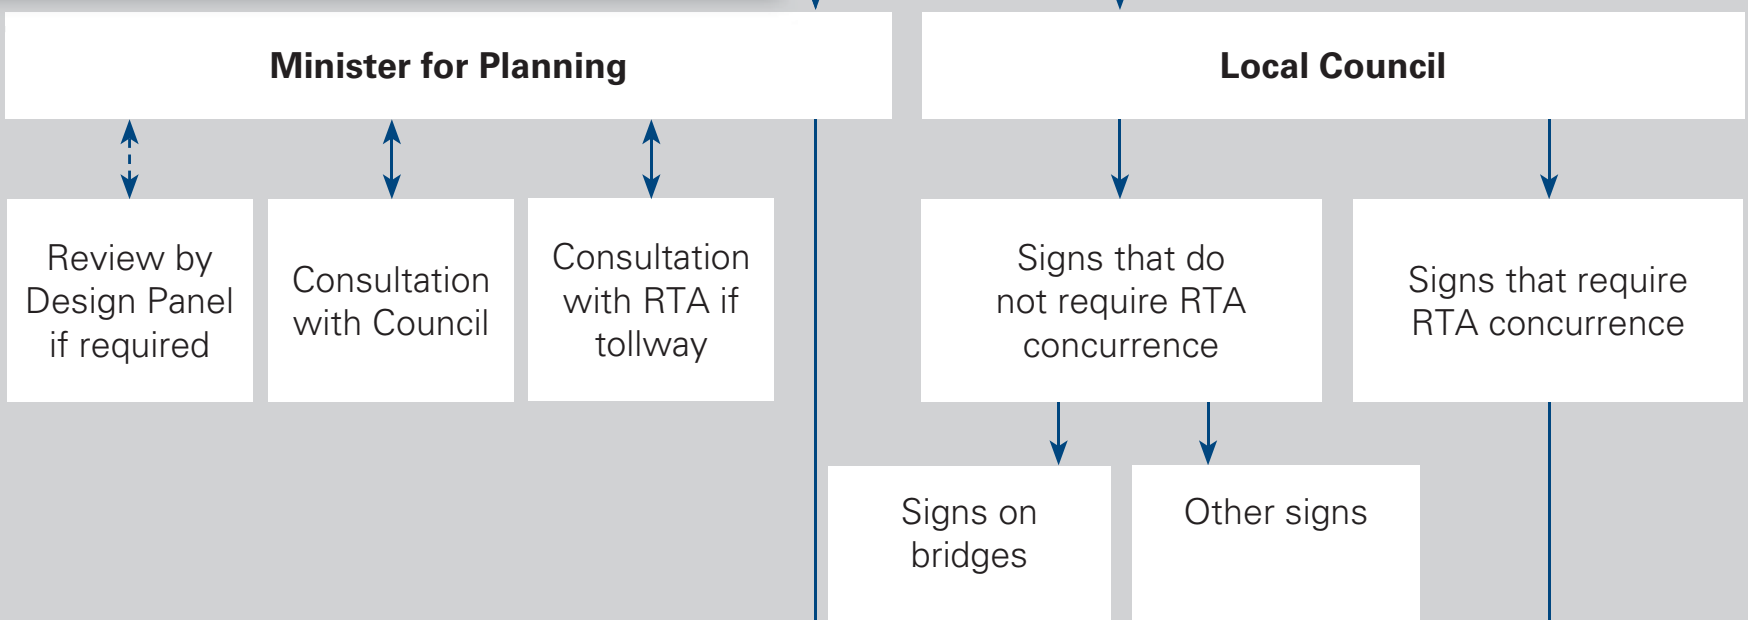 Minister for Planning
Local Council
Review by
Design Panel
if required
Consultation
with Council
Consultation
with RTA if
tollway
Signs that do
not require RTA
concurrence
Signs that require
RTA concurrence
Signs on
bridges
Other signs